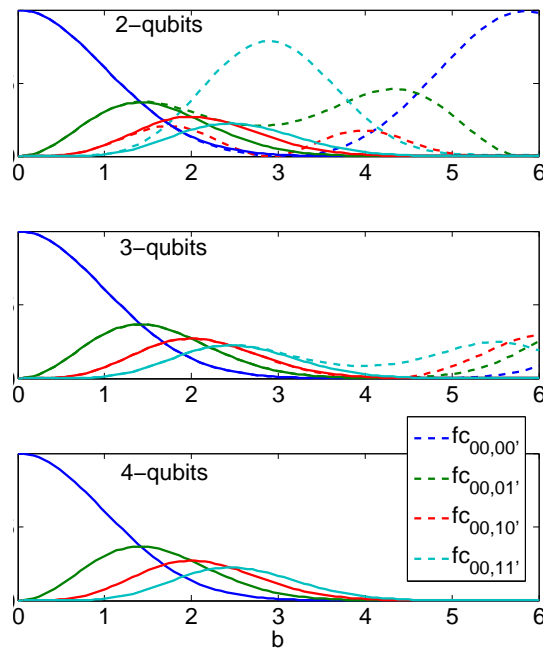 2-qubits
0 1 2 3 4 5 6
3-qubits
0 1 2 3 4 5 6
fc00,00'
fc00,01'
fc00,10'
fc00,11'
4-qubits
0 1 2 3 4 5 6
b